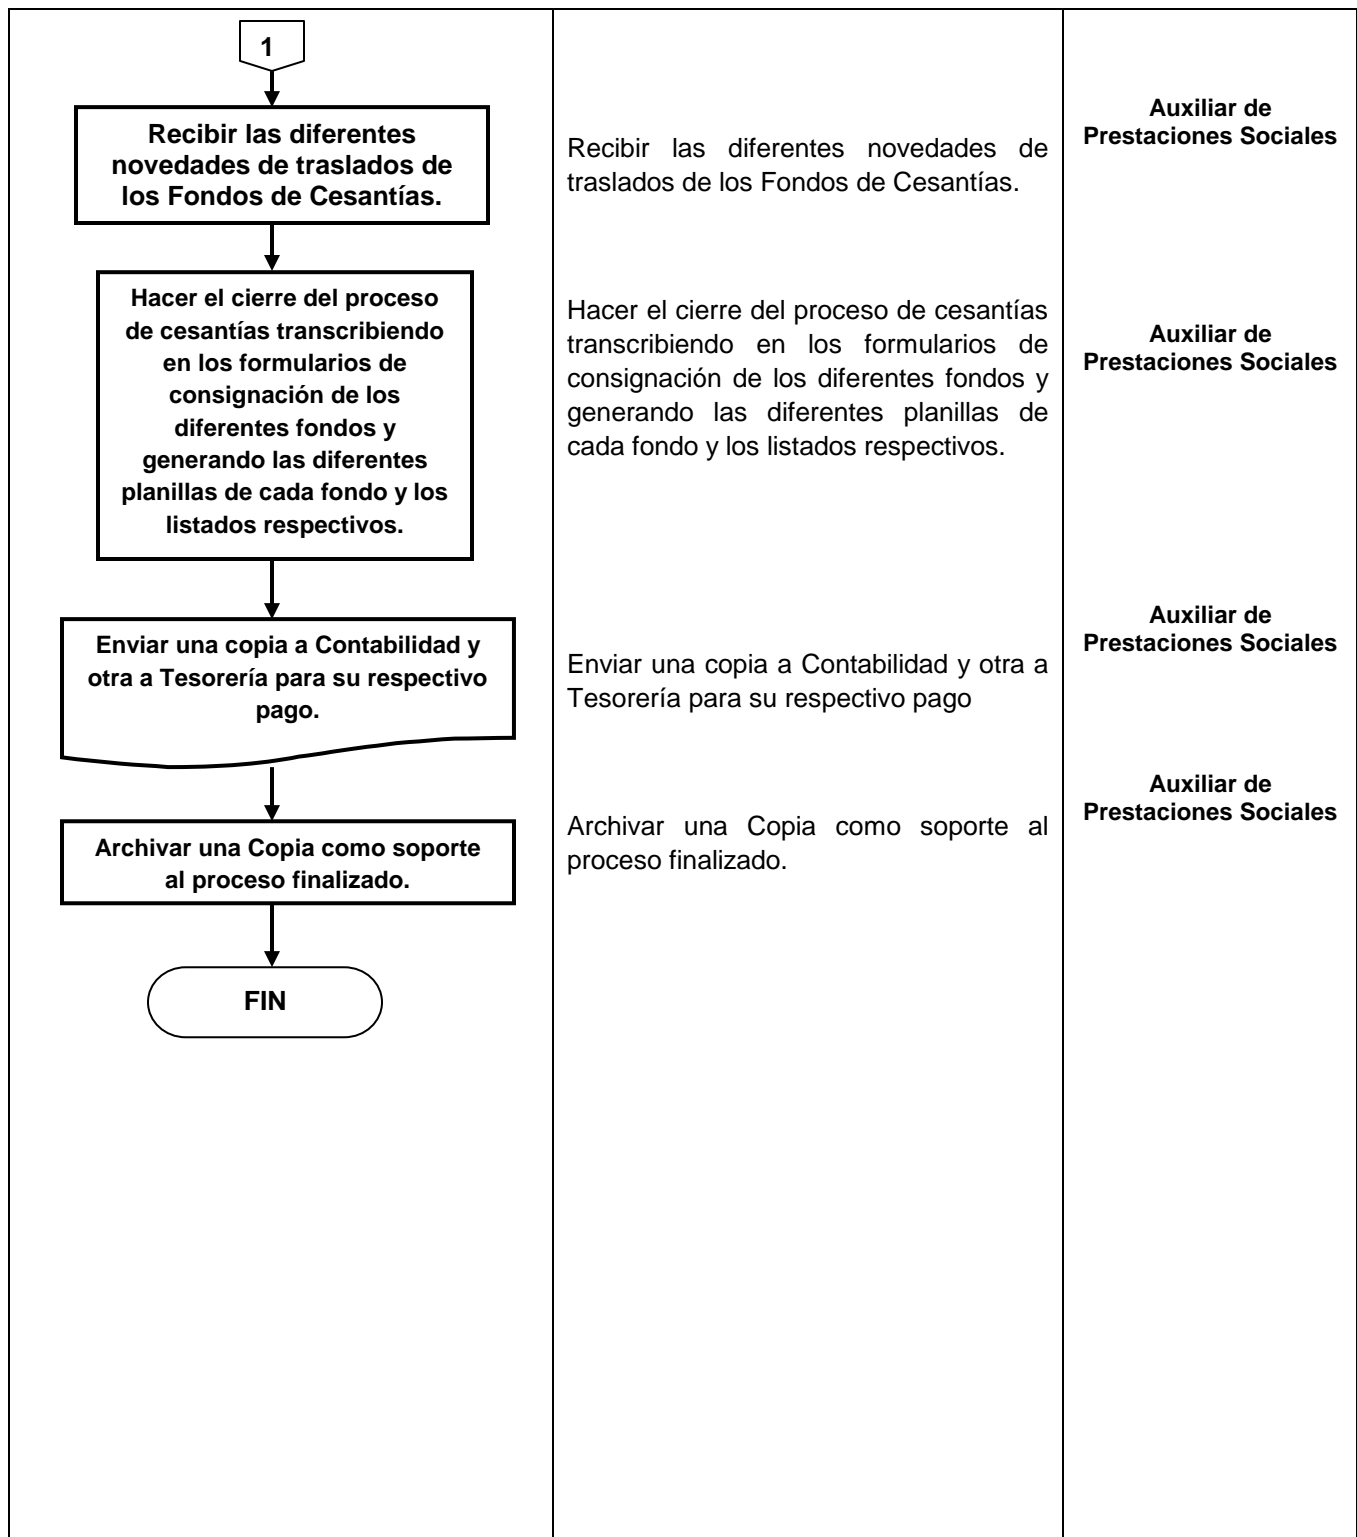 1
Recibir las diferentes
novedades de traslados de
los Fondos de Cesantías.
Recibir las diferentes novedades de
traslados de los Fondos de Cesantías.
Auxiliar de
Prestaciones Sociales
Hacer el cierre del proceso
de cesantías transcribiendo
en los formularios de
consignación de los
diferentes fondos y
generando las diferentes
planillas de cada fondo y los
listados respectivos.
Hacer el cierre del proceso de cesantías
transcribiendo en los formularios de
consignación de los diferentes fondos y
generando las diferentes planillas de
cada fondo y los listados respectivos.
Auxiliar de
Prestaciones Sociales
Enviar una copia a Contabilidad y
otra a Tesorería para su respectivo
pago.
Enviar una copia a Contabilidad y otra a
Tesorería para su respectivo pago
Auxiliar de
Prestaciones Sociales
Archivar una Copia como soporte
al proceso finalizado.
Archivar una Copia como soporte al
proceso finalizado.
Auxiliar de
Prestaciones Sociales
FIN